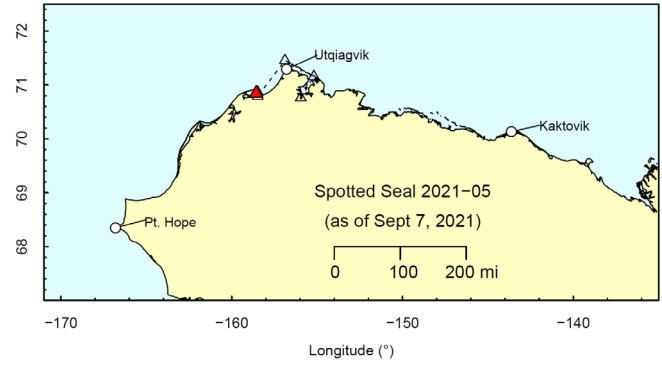 72
71
70
69
68
Utqiagvik
Kaktovik
Pt. Hope
Spotted Seal 2021−05
(as of Sept 7, 2021)
0 100 200 mi
−170 −160 −150 −140
Longitude (°)